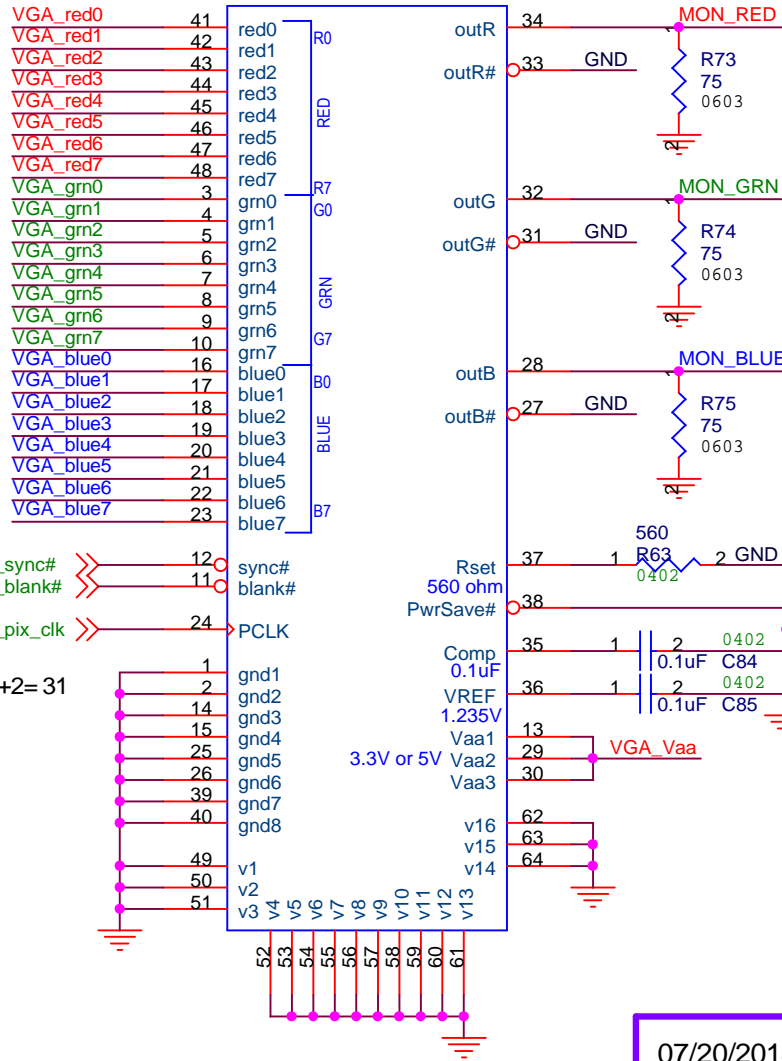 VGA_red0 41 red0 R0 outR 34 MON_RED
VGA_red1 42 red1
VGA_red2 43 red2 outR# 33 GND 1 R73
VGA_red3 44 red3 75
VGA_red4 45 red4 RED 0603
VGA_red5 46 red5
VGA_red6 47 red6 2
VGA_red7 48 red7 R7
VGA_grn0 3 grn0 G0 outG 32 MON_GRN
VGA_grn1 4 grn1
VGA_grn2 5 grn2 outG# 31 GND 1 R74
VGA_grn3 6 grn3 75
VGA_grn4 7 grn4 GRN 0603
VGA_grn5 8 grn5
VGA_grn6 9 grn6 2
VGA_grn7 10 grn7 G7
VGA_blue0 16 blue0 B0 outB 28 MON_BLUE
VGA_blue1 17 blue1
VGA_blue2 18 blue2 outB# 27 GND 1 R75
VGA_blue3 19 blue3 75
VGA_blue4 20 blue4 BLUE 0603
VGA_blue5 21 blue5
VGA_blue6 22 blue6 2
VGA_blue7 23 blue7 B7
560
_sync# 12 sync# Rset 37 1 R63 2 GND
560 ohm 0402
_blank# 11 blank# PwrSave# 38
_pix_clk 24 PCLK
Comp 35 1 2 0402
0.1uF 0.1uF C84
+2= 31
VREF 36 1 2 0402
1.235V 0.1uF C85
1 gnd1
2 gnd2
14 gnd3
15 gnd4 Vaa1 13
25 gnd5 3.3V or 5V Vaa2 29 VGA_Vaa
26 gnd6 Vaa3 30
39 gnd7
40 gnd8 v16 62
v15 63
49 v1 v14 64
50 v2
51 v3
v4 v5 v6 v7 v8 v9 v10 v11 v12 v13
52 53 54 55 56 57 58 59 60 61
07/20/201